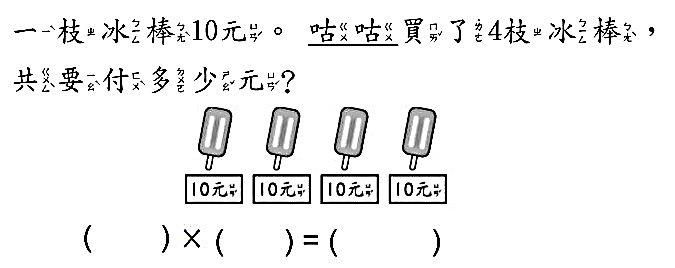 一枝冰棒10元。 咕咕買了4枝冰棒，
共要付多少元？
10元 10元 10元 10元
( )×( )=( )